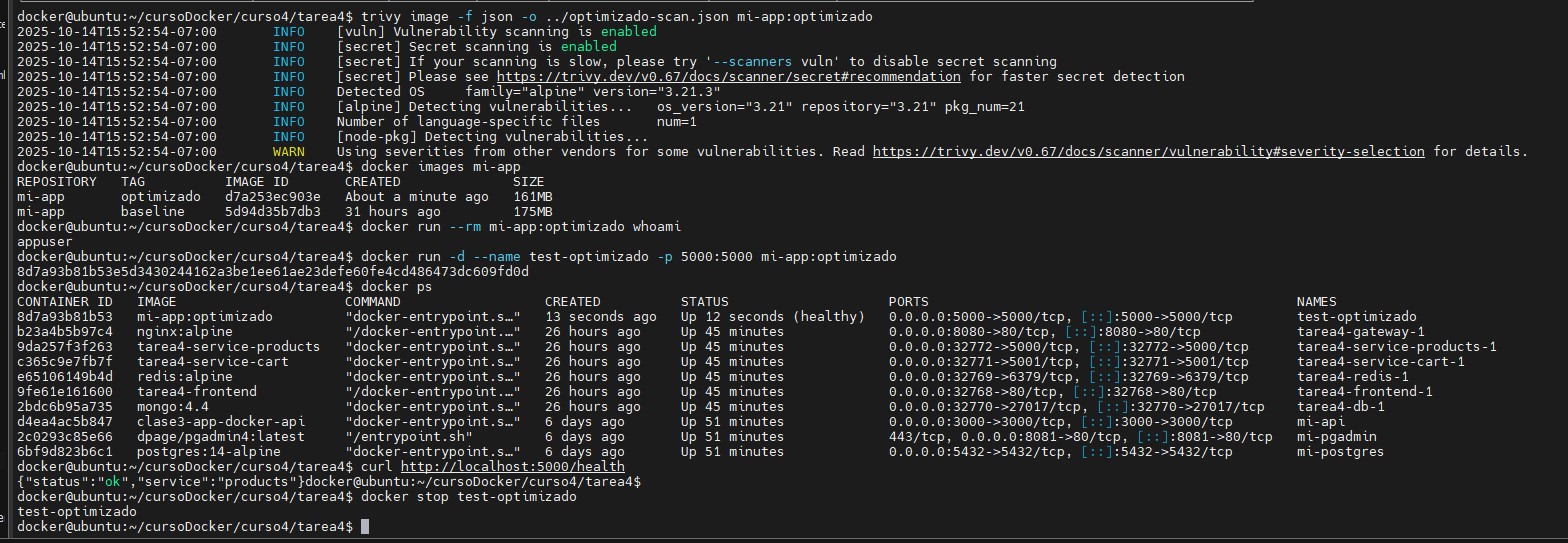 docker@ubuntu:~/cursoDocker/curso4/tarea4$ trivy image -f json -o ../optimizado-scan.json mi-app:optimizado
2025-10-14T15:52:54-07:00 INFO [vuln] Vulnerability scanning is enabled
2025-10-14T15:52:54-07:00 INFO [secret] Secret scanning is enabled
2025-10-14T15:52:54-07:00 INFO [secret] If your scanning is slow, please try '--scanners vuln' to disable secret scanning
2025-10-14T15:52:54-07:00 INFO [secret] Please see https://trivy.dev/v0.67/docs/scanner/secret#recommendation for faster secret detection
2025-10-14T15:52:54-07:00 INFO Detected OS family="alpine" version="3.21.3"
2025-10-14T15:52:54-07:00 INFO [alpine] Detecting vulnerabilities... os_version="3.21" repository="3.21" pkg_num=21
2025-10-14T15:52:54-07:00 INFO Number of language-specific files num=1
2025-10-14T15:52:54-07:00 INFO [node-pkg] Detecting vulnerabilities...
2025-10-14T15:52:54-07:00 WARN Using severities from other vendors for some vulnerabilities. Read https://trivy.dev/v0.67/docs/scanner/vulnerability#severity-selection for details.
docker@ubuntu:~/cursoDocker/curso4/tarea4$ docker images mi-app
REPOSITORY TAG IMAGE ID CREATED SIZE
mi-app optimizado d7a253ec903e About a minute ago 161MB
mi-app baseline 5d94d35b7db3 31 hours ago 175MB
docker@ubuntu:~/cursoDocker/curso4/tarea4$ docker run --rm mi-app:optimizado whoami
appuser
docker@ubuntu:~/cursoDocker/curso4/tarea4$ docker run -d --name test-optimizado -p 5000:5000 mi-app:optimizado
8d7a93b81b53e5d3430244162a3be1ee61ae23defe60fe4cd486473dc609fd0d
docker@ubuntu:~/cursoDocker/curso4/tarea4$ docker ps
CONTAINER ID IMAGE COMMAND CREATED STATUS PORTS NAMES
8d7a93b81b53 mi-app:optimizado "docker-entrypoint.s…" 13 seconds ago Up 12 seconds (healthy) 0.0.0.0:5000->5000/tcp, [::]:5000->5000/tcp test-optimizado
b23a4b5b97c4 nginx:alpine "/docker-entrypoint.…" 26 hours ago Up 45 minutes 0.0.0.0:8080->80/tcp, [::]:8080->80/tcp tarea4-gateway-1
9da257f3f263 tarea4-service-products "docker-entrypoint.s…" 26 hours ago Up 45 minutes 0.0.0.0:32772->5000/tcp, [::]:32772->5000/tcp tarea4-service-products-1
c365c9e7fb7f tarea4-service-cart "docker-entrypoint.s…" 26 hours ago Up 45 minutes 0.0.0.0:32771->5001/tcp, [::]:32771->5001/tcp tarea4-service-cart-1
e65106149b4d redis:alpine "docker-entrypoint.s…" 26 hours ago Up 45 minutes 0.0.0.0:32769->6379/tcp, [::]:32769->6379/tcp tarea4-redis-1
9fe61e161600 tarea4-frontend "/docker-entrypoint.…" 26 hours ago Up 45 minutes 0.0.0.0:32768->80/tcp, [::]:32768->80/tcp tarea4-frontend-1
2bdc6b95a735 mongo:4.4 "docker-entrypoint.s…" 26 hours ago Up 45 minutes 0.0.0.0:32770->27017/tcp, [::]:32770->27017/tcp tarea4-db-1
d4ea4ac5b847 clase3-app-docker-api "docker-entrypoint.s…" 6 days ago Up 51 minutes 0.0.0.0:3000->3000/tcp, [::]:3000->3000/tcp mi-api
2c0293c85e66 dpage/pgadmin4:latest "/entrypoint.sh" 6 days ago Up 51 minutes 443/tcp, 0.0.0.0:8081->80/tcp, [::]:8081->80/tcp mi-pgadmin
6bf9d823b6c1 postgres:14-alpine "docker-entrypoint.s…" 6 days ago Up 51 minutes 0.0.0.0:5432->5432/tcp, [::]:5432->5432/tcp mi-postgres
docker@ubuntu:~/cursoDocker/curso4/tarea4$ curl http://localhost:5000/health
{"status":"ok","service":"products"}docker@ubuntu:~/cursoDocker/curso4/tarea4$
docker@ubuntu:~/cursoDocker/curso4/tarea4$ docker stop test-optimizado
test-optimizado
docker@ubuntu:~/cursoDocker/curso4/tarea4$